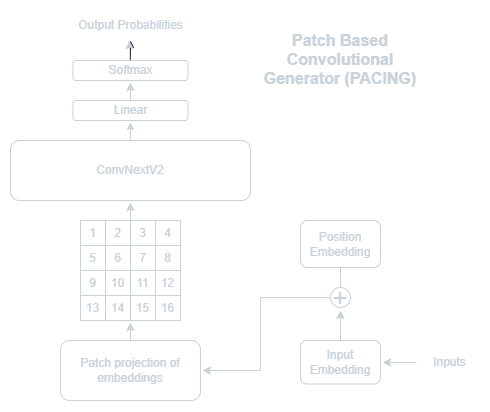 Output Probabilities
Patch Based
Convolutional
Generator (PACING)
Softmax
Linear
ConvNextV2
1 2 3 4
5 6 7 8
9 10 11 12
13 14 15 16
Position
Embedding
Patch projection of
embeddings
Input
Embedding
Inputs